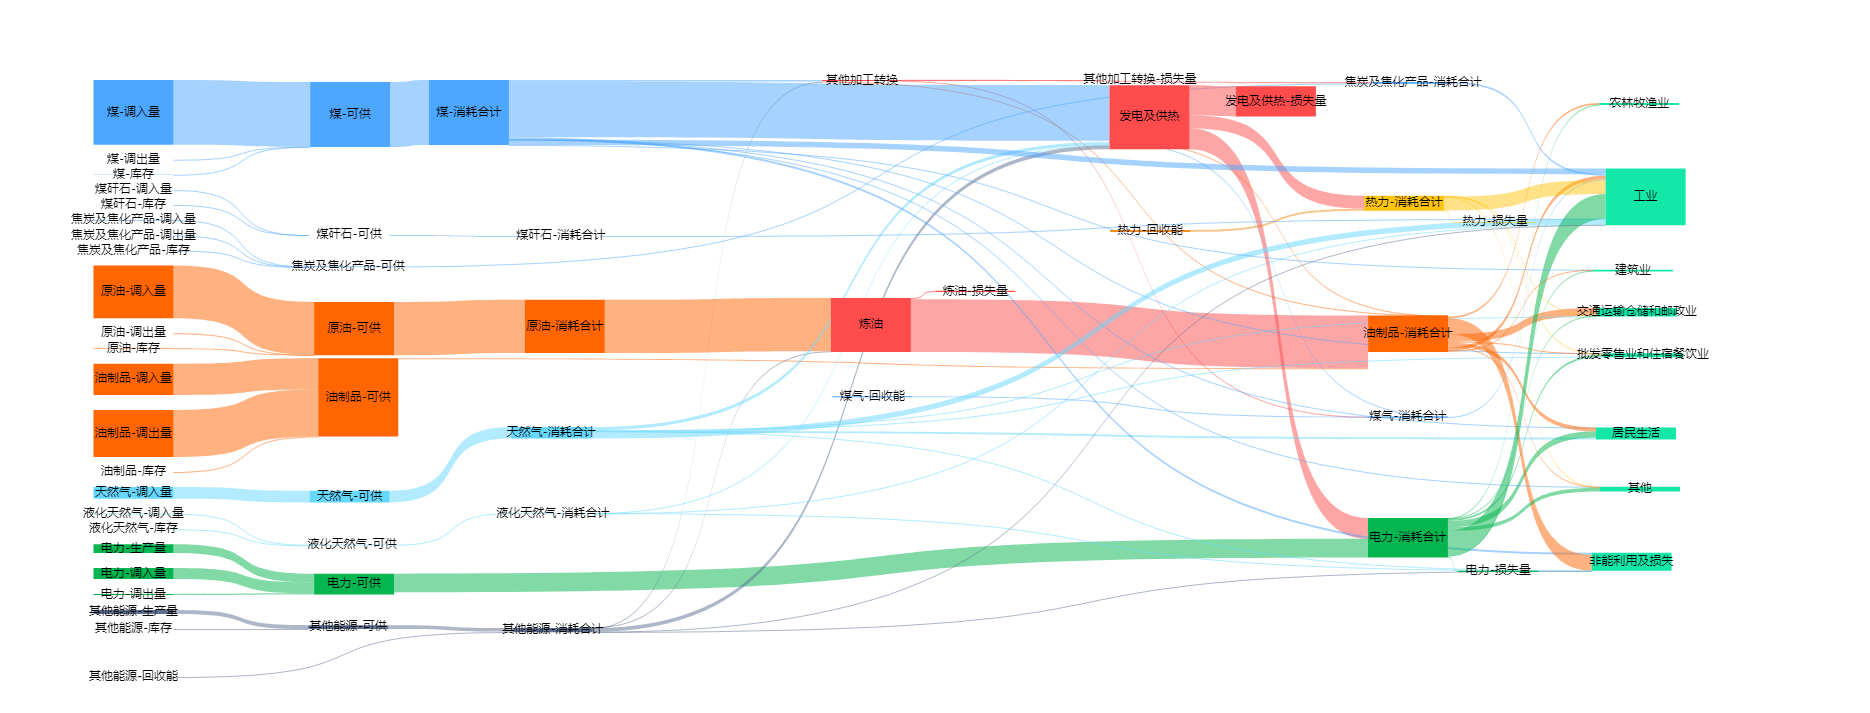 煤-调入量
煤-调出量
煤-库存
煤矸石-调入量
煤矸石-库存
焦炭及焦化产品-调入量
焦炭及焦化产品-调出量
焦炭及焦化产品-库存
原油-调入量
原油-调出量
原油-库存
油制品-调入量
油制品-调出量
油制品-库存
天然气-调入量
液化天然气-调入量
液化天然气-库存
电力-生产量
电力-调入量
电力-调出量
其他能源-生产量
其他能源-库存
其他能源-回收能
煤-可供
煤矸石-可供
焦炭及焦化产品-可供
原油-可供
油制品-可供
天然气-可供
液化天然气-可供
电力-可供
其他能源-可供
煤-消耗合计
煤矸石-消耗合计
原油-消耗合计
天然气-消耗合计
液化天然气-消耗合计
其他能源-消耗合计
其他加工转换
炼油
煤气-回收能
炼油-损失量
其他加工转换-损失量
发电及供热
热力-回收能
发电及供热-损失量
焦炭及焦化产品-消耗合计
热力-消耗合计
油制品-消耗合计
煤气-消耗合计
电力-消耗合计
热力-损失量
电力-损失量
农林牧渔业
工业
建筑业
交通运输仓储和邮政业
批发零售业和住宿餐饮业
居民生活
其他
非能利用及损失